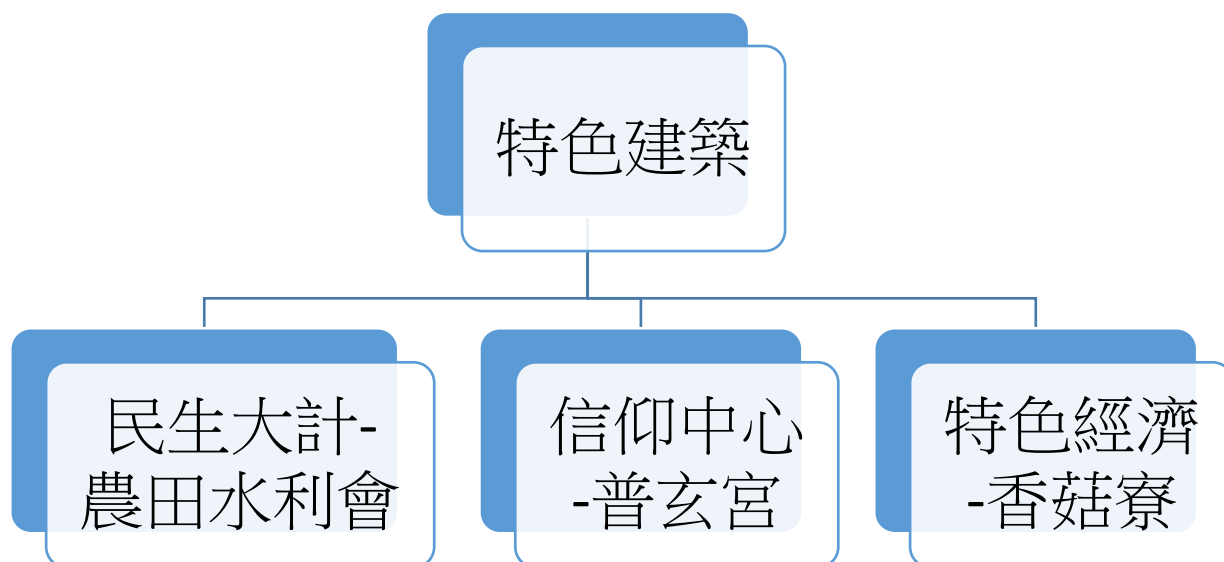 特色建築
民生大計-
農田水利會
信仰中心
-普玄宮
特色經濟
-香菇寮